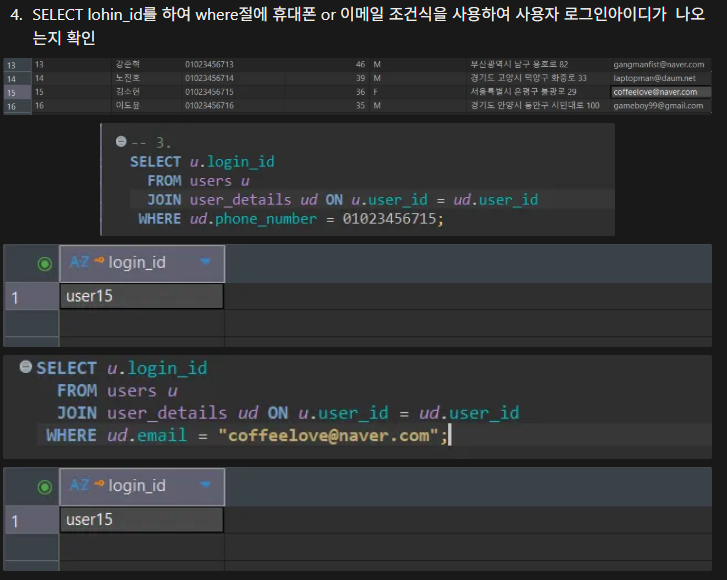 4. SELECT lohin_id를 하여 where절에 휴대폰 or 이메일 조건식을 사용하여 사용자 로그인아이디가 나오
는지 확인
13 13 강준혁 01023456713 46 M 부산광역시 남구 용호로 82 gangmanfist@naver.com
14 14 노진호 01023456714 39 M 경기도 고양시 덕양구 화중로 33 laptopman@daum.net
15 15 김소현 01023456715 36 F 서울특별시 은평구 불광로 29 coffeelove@naver.com
16 16 이도윤 01023456716 35 M 경기도 안양시 동안구 시민대로 100 gameboy99@gmail.com
-- 3.
SELECT u.login_id
FROM users u
JOIN user_details ud ON u.user_id = ud.user_id
WHERE ud.phone_number = 01023456715;
A-Z login_id
1 user15
SELECT u.login_id
FROM users u
JOIN user_details ud ON u.user_id = ud.user_id
WHERE ud.email = "coffeelove@naver.com";
A-Z login_id
1 user15